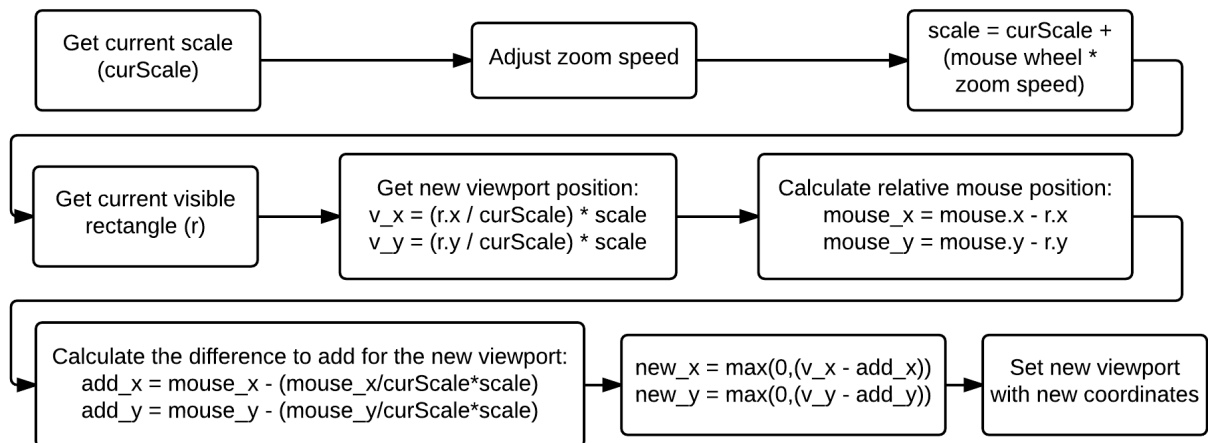 Get current scale
(curScale)
Adjust zoom speed
scale = curScale +
(mouse wheel *
zoom speed)
Get current visible
rectangle (r)
Get new viewport position:
v_x = (r.x / curScale) * scale
v_y = (r.y / curScale) * scale
Calculate relative mouse position:
mouse_x = mouse.x - r.x
mouse_y = mouse.y - r.y
Calculate the difference to add for the new viewport:
add_x = mouse_x - (mouse_x/curScale*scale)
add_y = mouse_y - (mouse_y/curScale*scale)
new_x = max(0,(v_x - add_x))
new_y = max(0,(v_y - add_y))
Set new viewport
with new coordinates